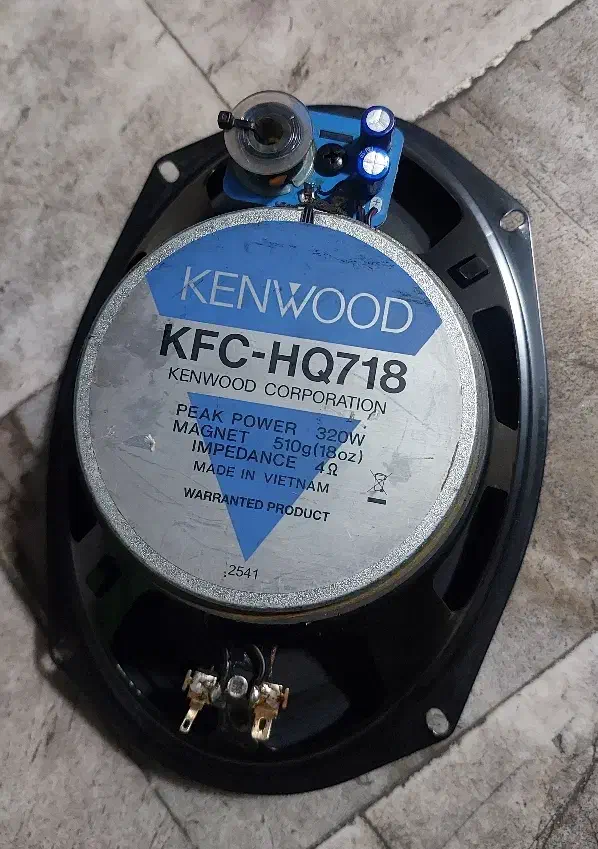 KENWOOD
KFC-HQ718
KENWOOD CORPORATION
PEAK POWER 320W
MAGNET 510g(18oz)
IMPEDANCE 4Ω
MADE IN VIETNAM
WARRANTED PRODUCT
2541